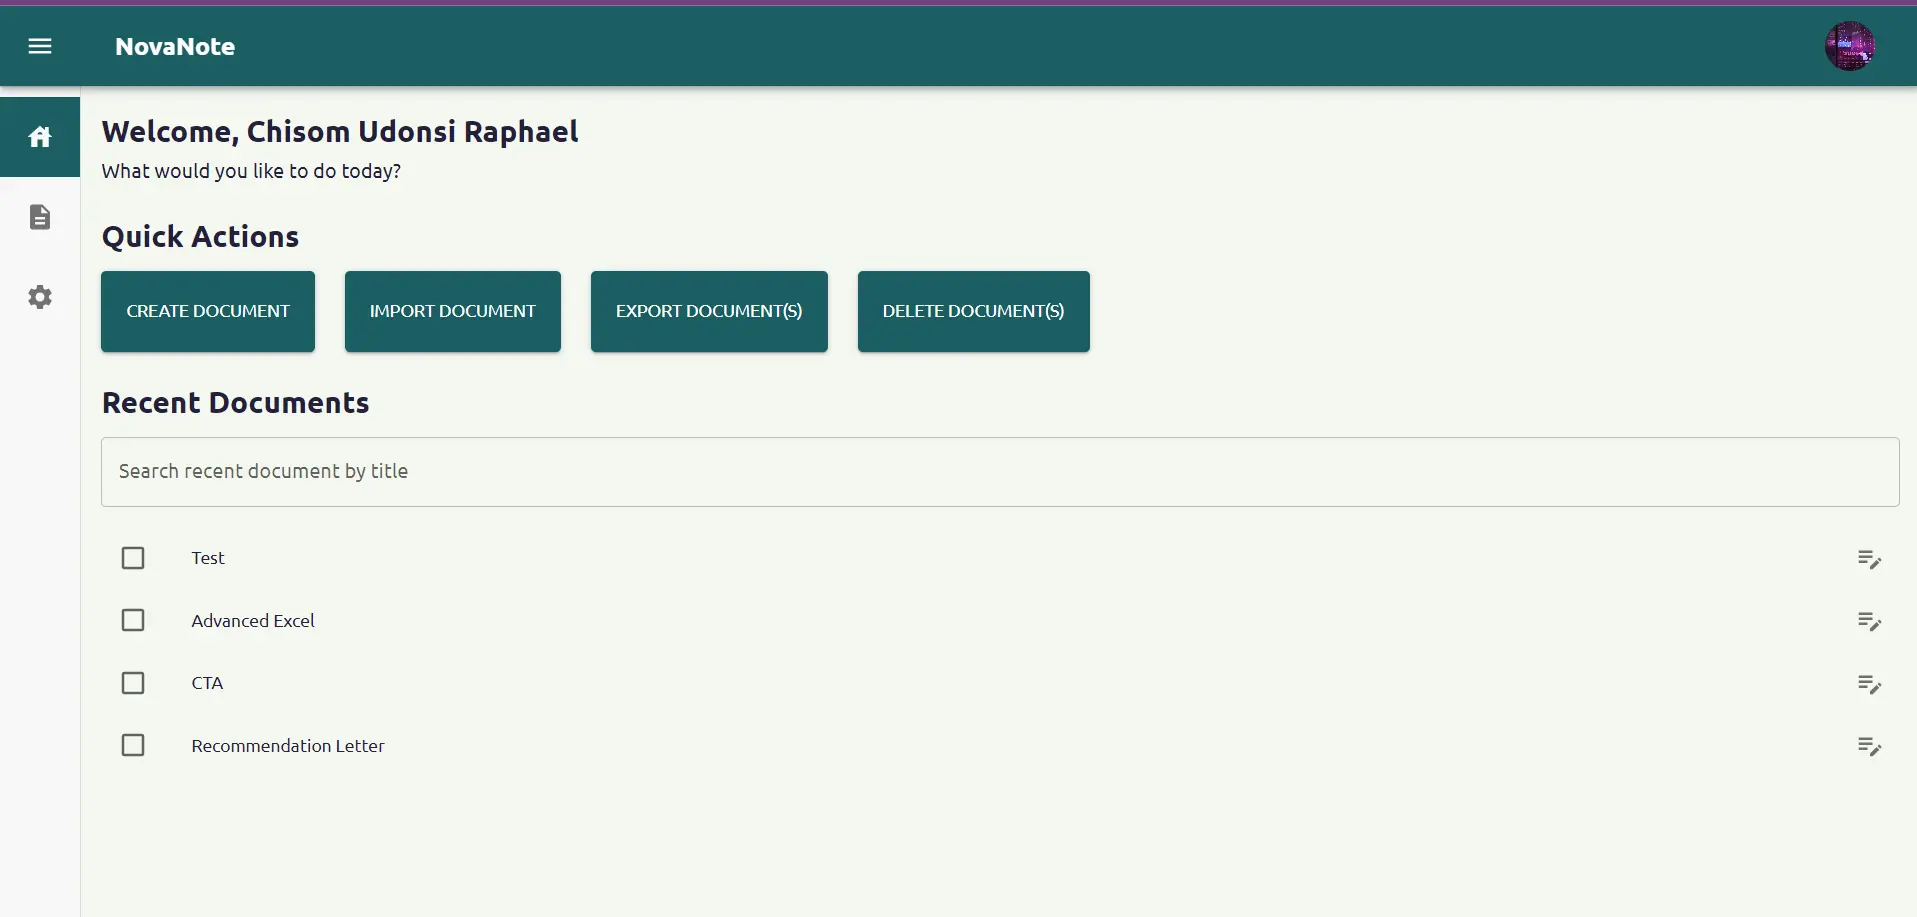 NovaNote
Welcome, Chisom Udonsi Raphael
What would you like to do today?
Quick Actions
CREATE DOCUMENT
IMPORT DOCUMENT
EXPORT DOCUMENT(S)
DELETE DOCUMENT(S)
Recent Documents
Search recent document by title
Test
Advanced Excel
CTA
Recommendation Letter